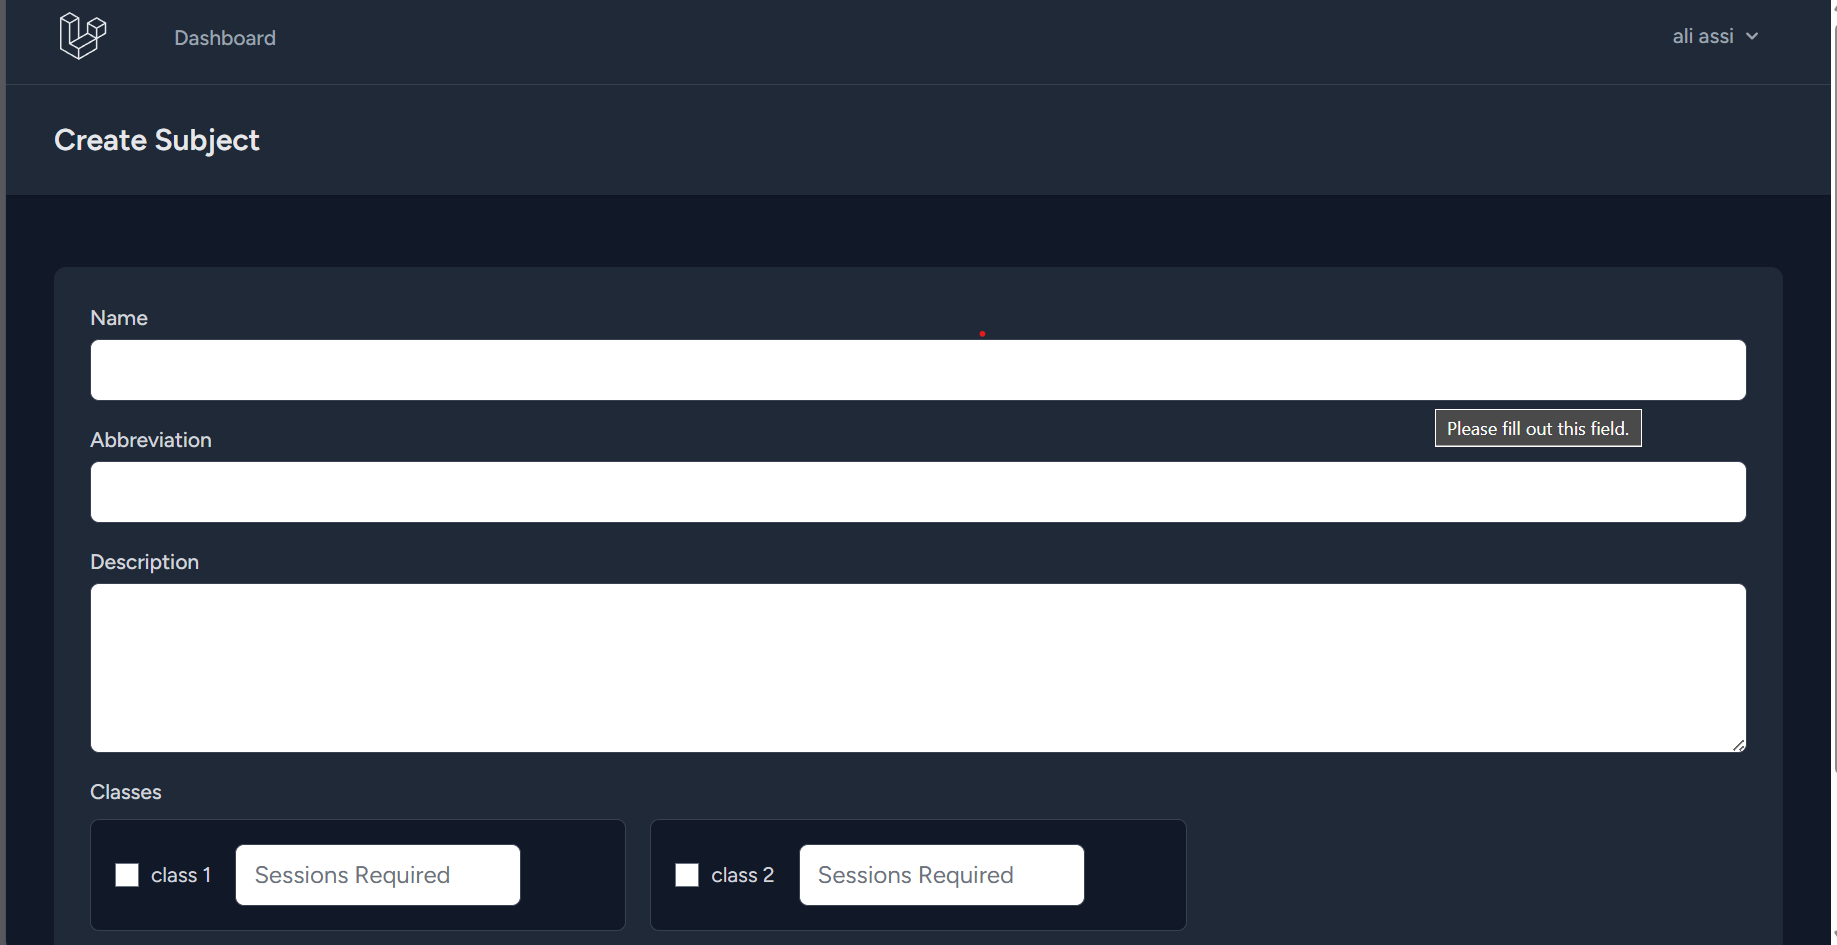 Dashboard
ali assi
Create Subject
Name
Please fill out this field.
Abbreviation
Description
Classes
class 1
Sessions Required
class 2
Sessions Required